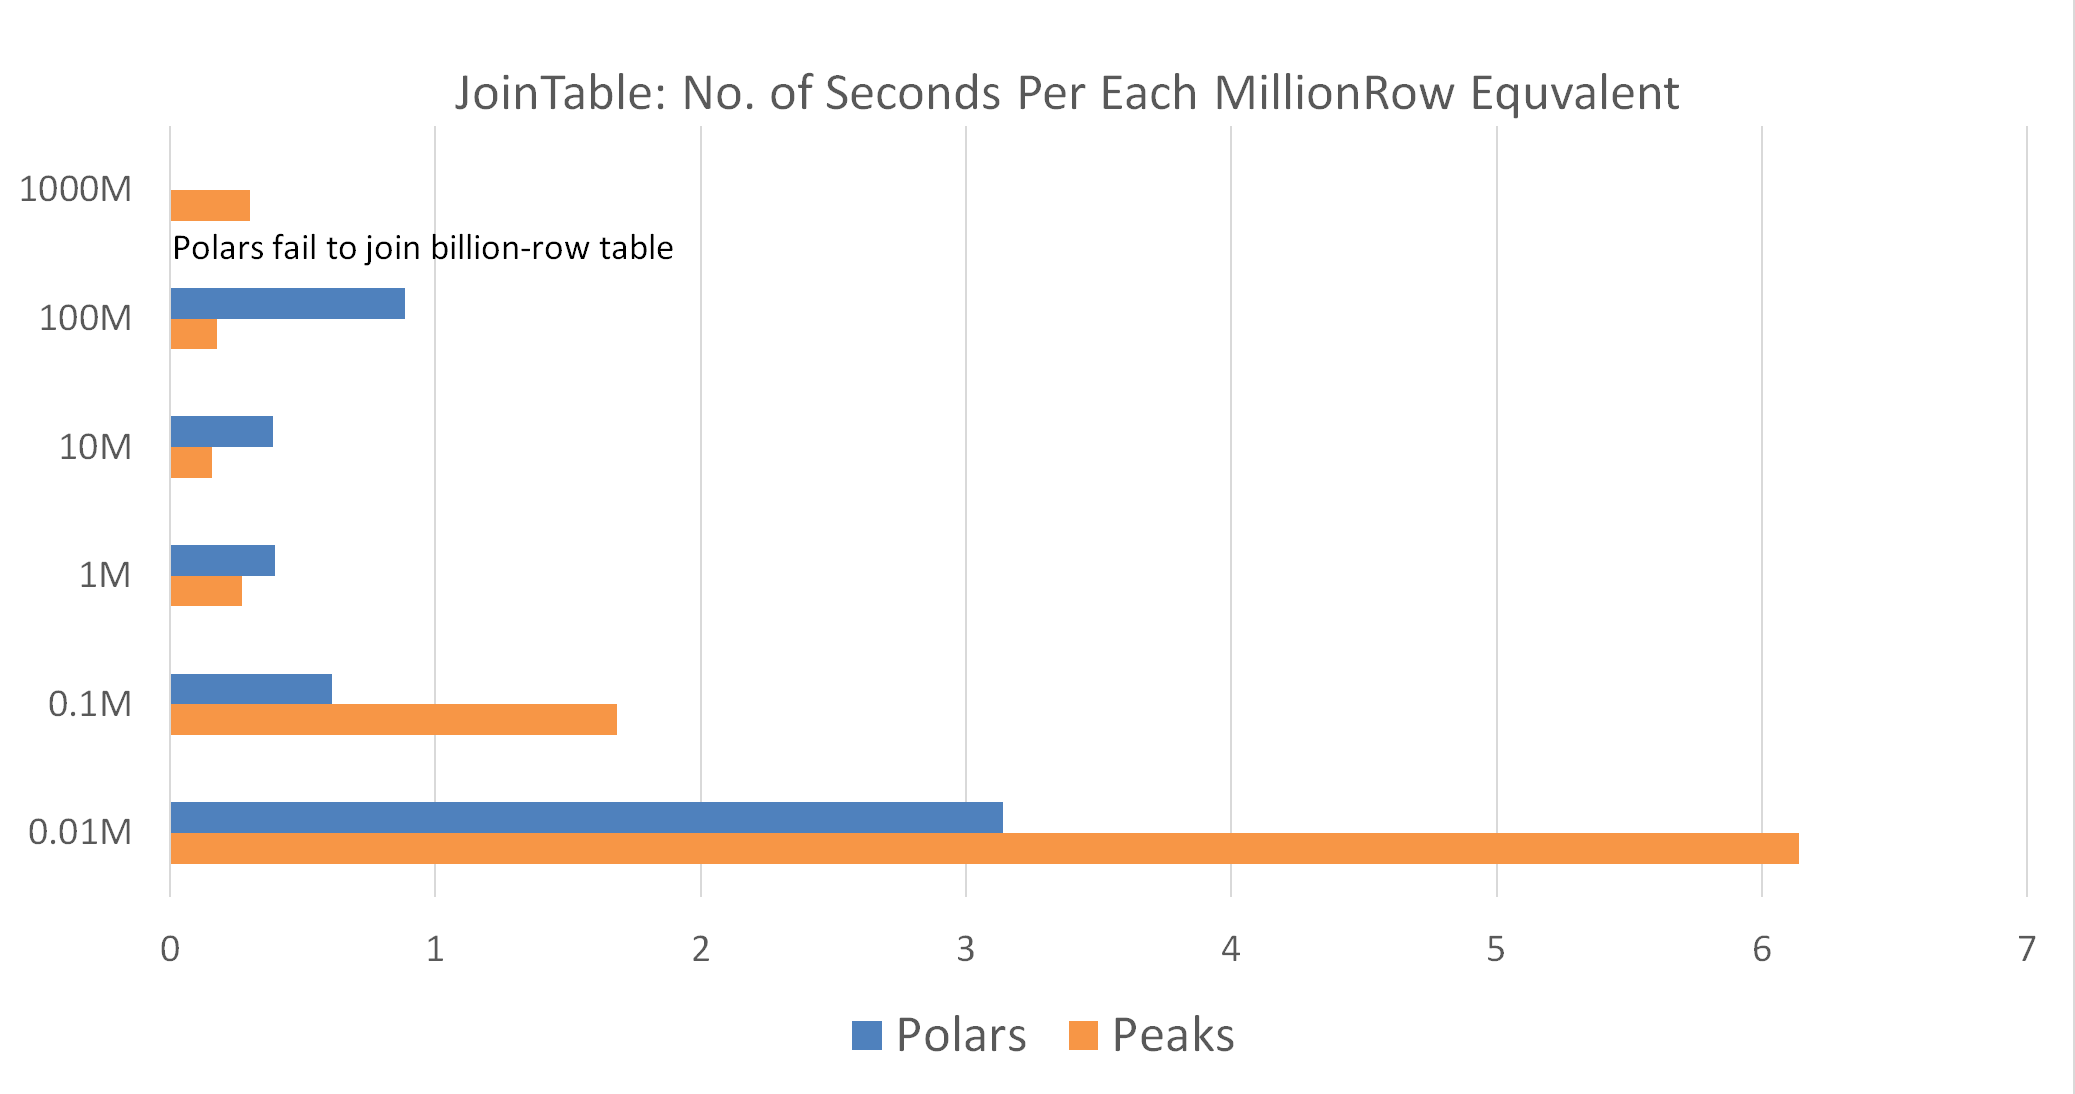 JoinTable: No. of Seconds Per Each MillionRow Equvalent
1000M
Polars fail to join billion-row table
100M
10M
1M
0.1M
0.01M
0 1 2 3 4 5 6 7
Polars Peaks